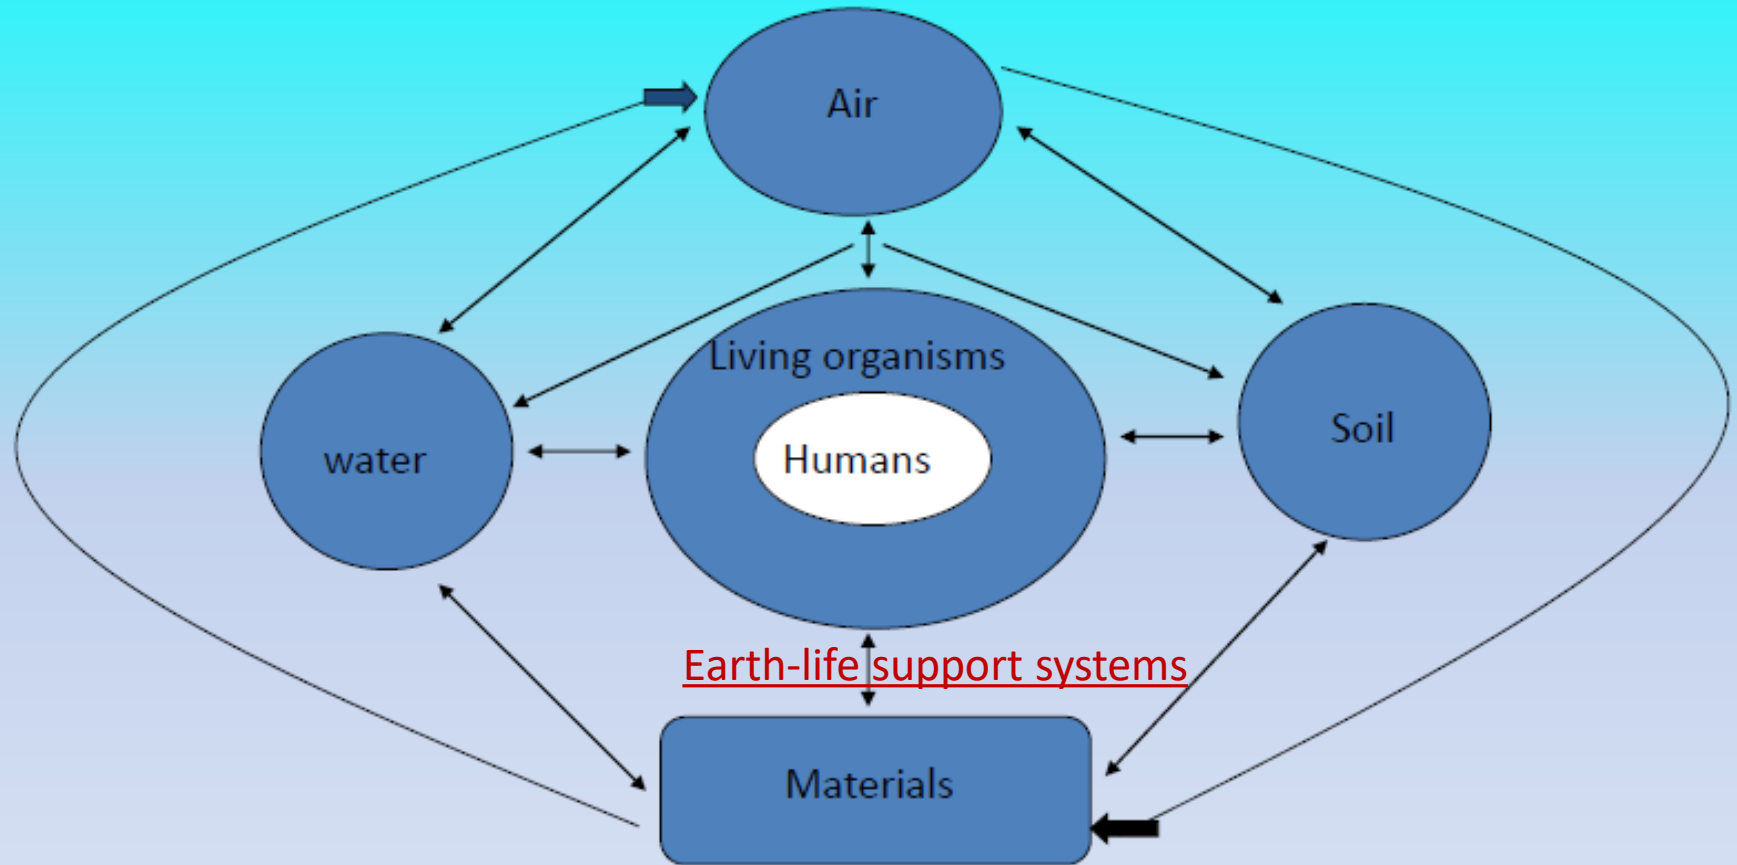 Air
Living organisms
Humans
water
Soil
Earth-life support systems
Materials